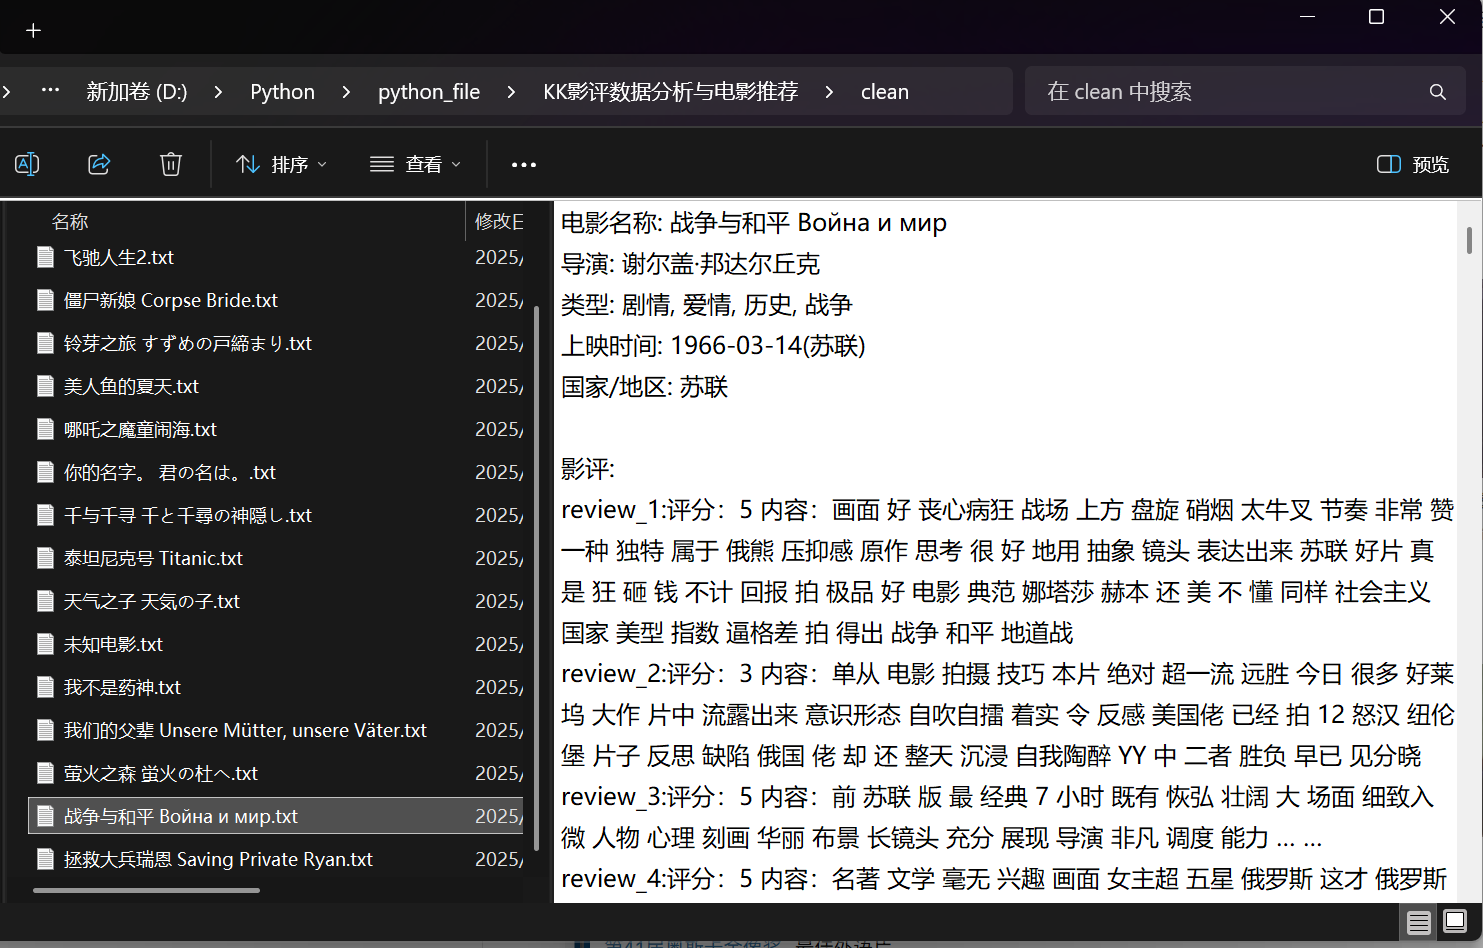 新加卷 (D:) Python python_file KK影评数据分析与电影推荐 clean
在 clean 中搜索
排序 查看 预览
名称 修改日
飞驰人生2.txt 2025/
僵尸新娘 Corpse Bride.txt 2025/
铃芽之旅 すずめの戸締まり.txt 2025/
美人鱼的夏天.txt 2025/
哪吒之魔童闹海.txt 2025/
你的名字。 君の名は。.txt 2025/
千与千寻 千と千尋の神隠し.txt 2025/
泰坦尼克号 Titanic.txt 2025/
天气之子 天気の子.txt 2025/
未知电影.txt 2025/
我不是药神.txt 2025/
我们的父辈 Unsere Mütter, unsere Väter.txt 2025/
萤火之森 蛍火の杜へ.txt 2025/
战争与和平 Война и мир.txt 2025/
拯救大兵瑞恩 Saving Private Ryan.txt 2025/
电影名称: 战争与和平 Война и мир
导演: 谢尔盖·邦达尔丘克
类型: 剧情, 爱情, 历史, 战争
上映时间: 1966-03-14(苏联)
国家/地区: 苏联
影评:
review_1:评分：5 内容：画面 好 丧心病狂 战场 上方 盘旋 硝烟 太牛叉 节奏 非常 赞
一种 独特 属于 俄熊 压抑感 原作 思考 很 好 地用 抽象 镜头 表达出来 苏联 好片 真
是 狂 砸 钱 不计 回报 拍 极品 好 电影 典范 娜塔莎 赫本 还 美 不 懂 同样 社会主义
国家 美型 指数 逼格差 拍 得出 战争 和平 地道战
review_2:评分：3 内容：单从 电影 拍摄 技巧 本片 绝对 超一流 远胜 今日 很多 好莱
坞 大作 片中 流露出来 意识形态 自吹自擂 着实 令 反感 美国佬 已经 拍 12 怒汉 纽伦
堡 片子 反思 缺陷 俄国 佬 却 还 整天 沉浸 自我陶醉 YY 中 二者 胜负 早已 见分晓
review_3:评分：5 内容：前 苏联 版 最 经典 7 小时 既有 恢弘 壮阔 大 场面 细致入
微 人物 心理 刻画 华丽 布景 长镜头 充分 展现 导演 非凡 调度 能力 ... ...
review_4:评分：5 内容：名著 文学 毫无 兴趣 画面 女主超 五星 俄罗斯 这才 俄罗斯